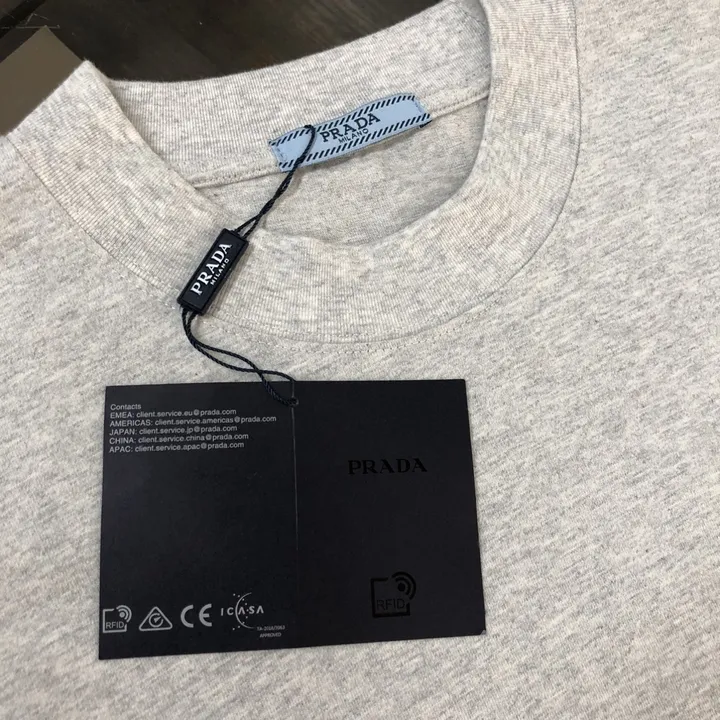 PRADA
MILANO
PRADA
MILANO
Contacts
EMEA: client.service.eu@prada.com
AMERICAS: client.service.americas@prada.com
JAPAN: client.service.jp@prada.com
CHINA: client.service.china@prada.com
APAC: client.service.apac@prada.com
PRADA
RFID
CE
ICASA
APPROVED
RFID